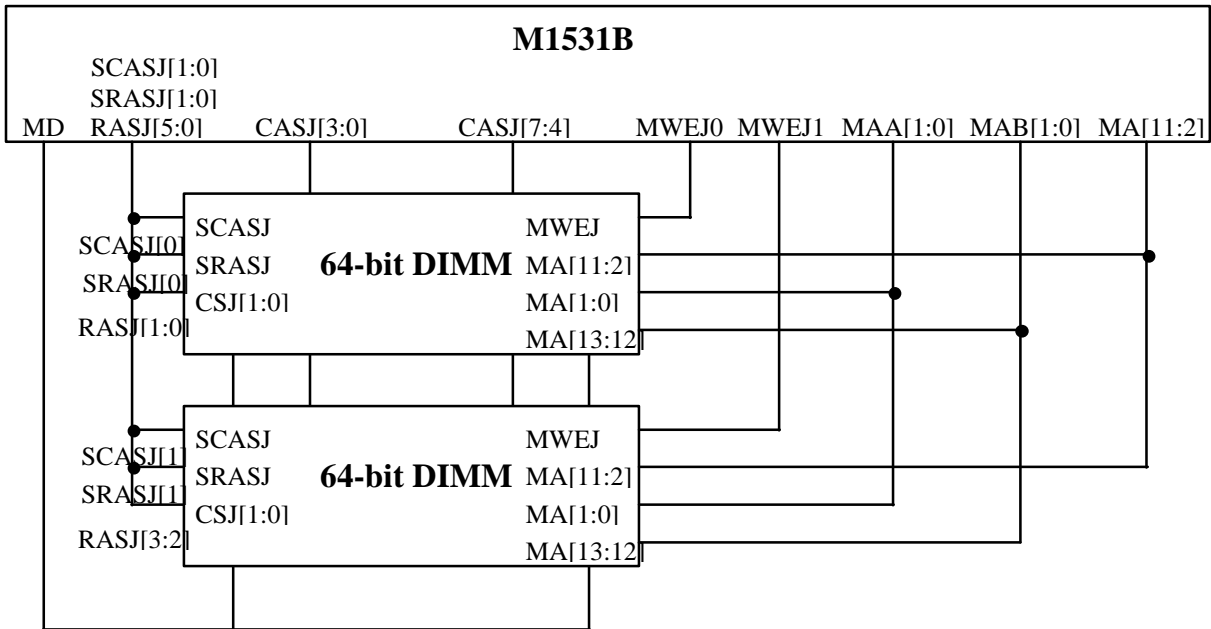 M1531B
SCASJ[1:0]
SRASJ[1:0]
MD RASJ[5:0] CASJ[3:0] CASJ[7:4] MWEJ0 MWEJ1 MAA[1:0] MAB[1:0] MA[11:2]
SCASJ MWEJ
SCASJ[0]
SRASJ 64-bit DIMM MA[11:2]
SRASJ[0]
CSJ[1:0] MA[1:0]
RASJ[1:0]
MA[13:12]
SCASJ MWEJ
SCASJ[1]
SRASJ 64-bit DIMM MA[11:2]
SRASJ[1]
CSJ[1:0] MA[1:0]
RASJ[3:2]
MA[13:12]